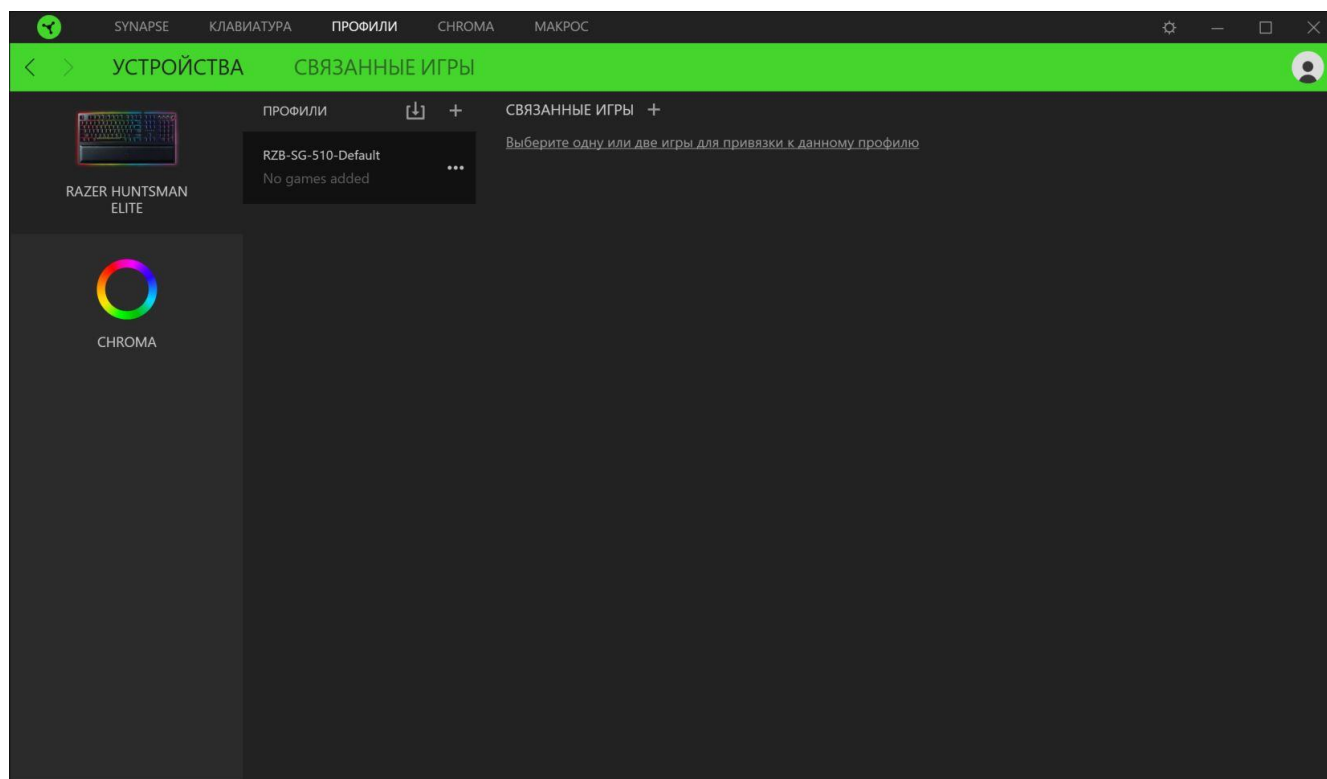 SYNAPSE КЛАВИАТУРА ПРОФИЛИ CHROMA МАКРОС
УСТРОЙСТВА СВЯЗАННЫЕ ИГРЫ
RAZER HUNTSMAN
ELITE
CHROMA
ПРОФИЛИ
RZB-SG-510-Default
No games added
СВЯЗАННЫЕ ИГРЫ
Выберите одну или две игры для привязки к данному профилю